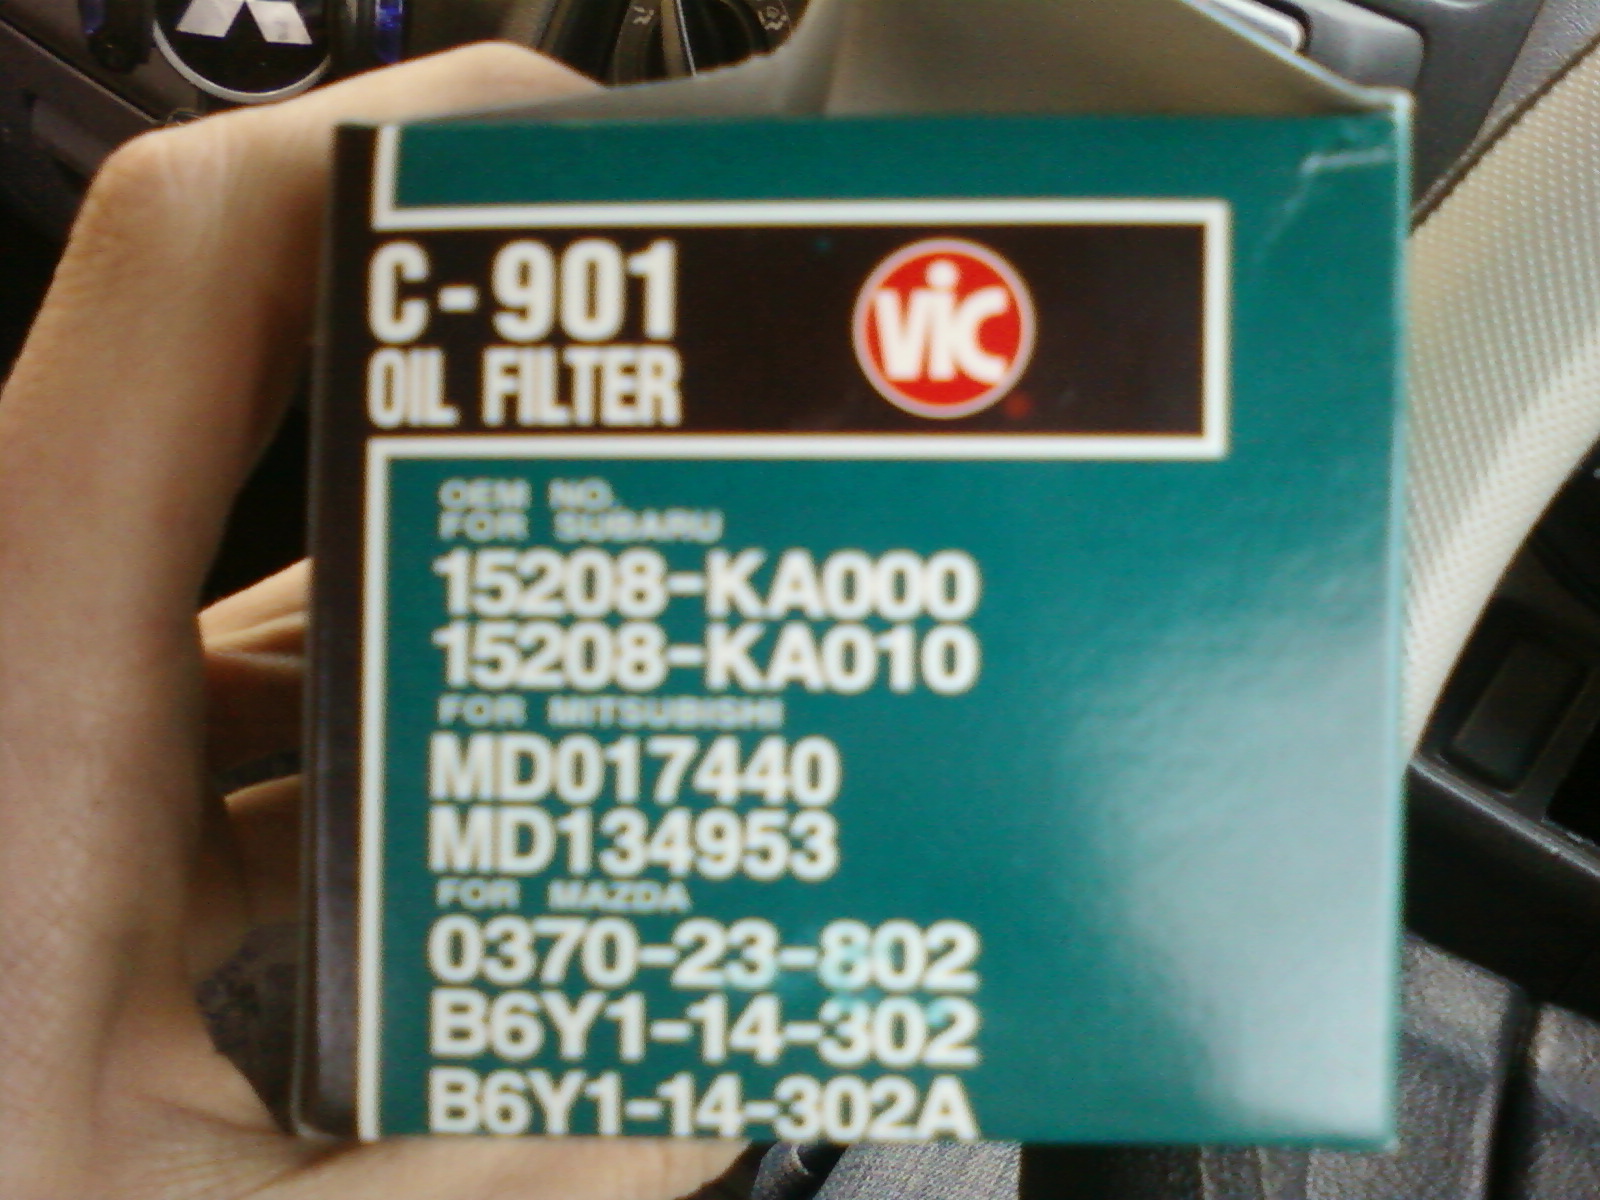 C-901
OIL FILTER
ViC
OEM NO.
FOR SUBARU
15208-KA000
15208-KA010
FOR MITSUBISHI
MD017440
MD134953
FOR MAZDA
0370-23-802
B6Y1-14-302
B6Y1-14-302A